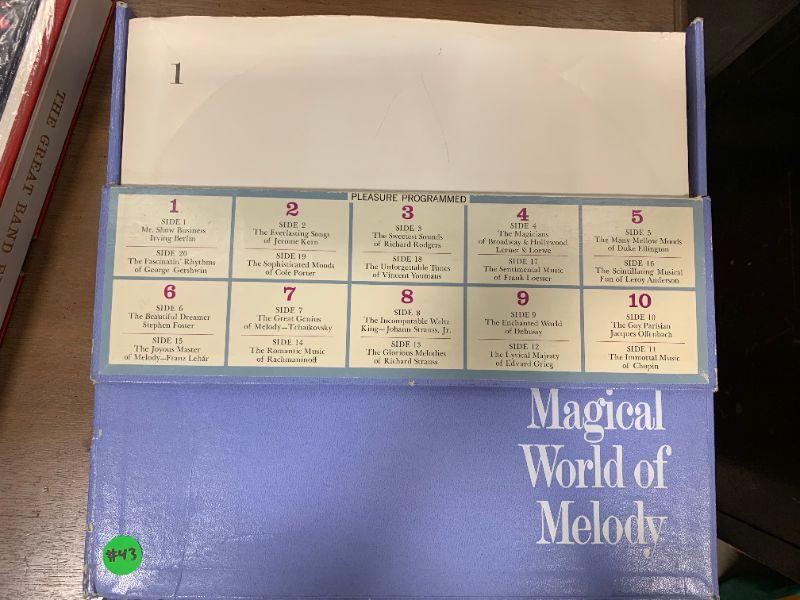 THE GREAT BAND E
1
PLEASURE PROGRAMMED
1
SIDE 1
Mr. Show Business
Irving Berlin
SIDE 20
The Fascinatin' Rhythms
of George Gershwin
2
SIDE 2
The Everlasting Songs
of Jerome Kern
SIDE 19
The Sophisticated Moods
of Cole Porter
3
SIDE 3
The Sweetest Sounds
of Richard Rodgers
SIDE 18
The Unforgettable Tunes
of Vincent Youmans
4
SIDE 4
The Magicians
of Broadway & Hollywood
Lerner & Loewe
SIDE 17
The Sentimental Music
of Frank Loesser
5
SIDE 5
The Many Mellow Moods
of Duke Ellington
SIDE 16
The Scintillating Musical
Fun of Leroy Anderson
6
SIDE 6
The Beautiful Dreamer
Stephen Foster
SIDE 15
The Joyous Master
of Melody—Franz Lehár
7
SIDE 7
The Great Genius
of Melody—Tchaikovsky
SIDE 14
The Romantic Music
of Rachmaninoff
8
SIDE 8
The Incomparable Waltz
King—Johann Strauss, Jr.
SIDE 13
The Glorious Melodies
of Richard Strauss
9
SIDE 9
The Enchanted World
of Debussy
SIDE 12
The Lyrical Majesty
of Edvard Grieg
10
SIDE 10
The Gay Parisian
Jacques Offenbach
SIDE 11
The Immortal Music
of Chopin
Magical
World of
Melody
#43